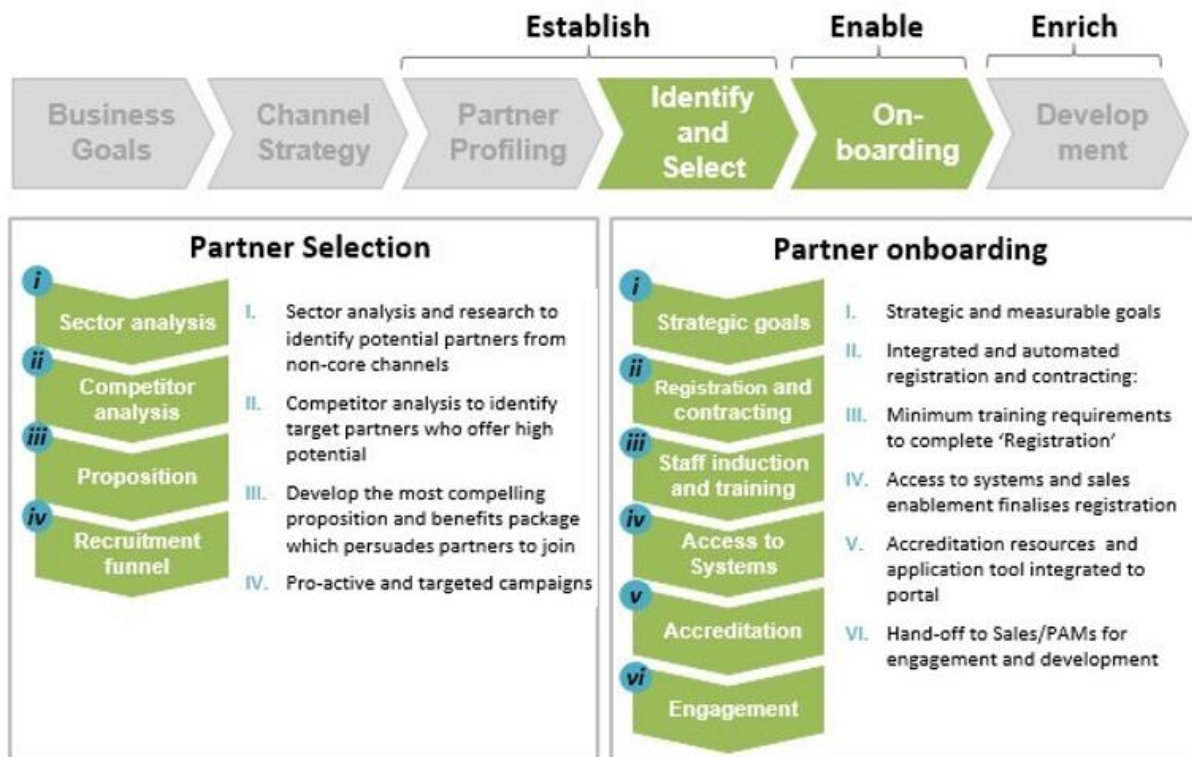 Establish
Enable
Enrich
Business
Goals
Channel
Strategy
Partner
Profiling
Identify
and
Select
On-
boarding
Develop
ment
Partner Selection
i
Sector analysis
ii
Competitor
analysis
iii
Proposition
iv
Recruitment
funnel
I. Sector analysis and research to
identify potential partners from
non-core channels
II. Competitor analysis to identify
target partners who offer high
potential
III. Develop the most compelling
proposition and benefits package
which persuades partners to join
IV. Pro-active and targeted campaigns
Partner onboarding
i
Strategic goals
ii
Registration and
contracting
iii
Staff induction
and training
iv
Access to
Systems
v
Accreditation
vi
Engagement
I. Strategic and measurable goals
II. Integrated and automated
registration and contracting:
III. Minimum training requirements
to complete ‘Registration’
IV. Access to systems and sales
enablement finalises registration
V. Accreditation resources and
application tool integrated to
portal
VI. Hand-off to Sales/PAMs for
engagement and development